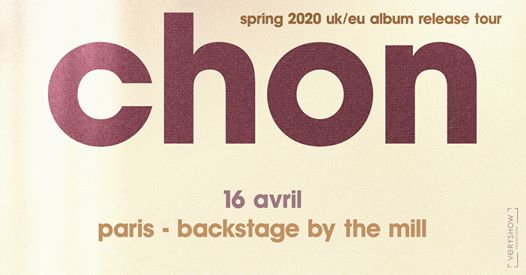 spring 2020 uk/eu album release tour
chon
16 avril
paris - backstage by the mill
VERYSHOW